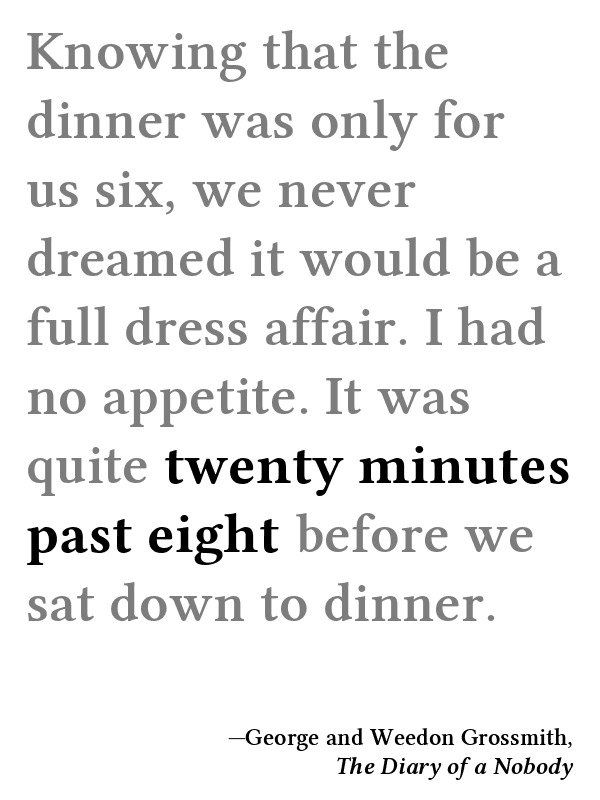 Knowing that the
dinner was only for
us six, we never
dreamed it would be a
full dress affair. I had
no appetite. It was
quite twenty minutes
past eight before we
sat down to dinner.
—George and Weedon Grossmith,
The Diary of a Nobody